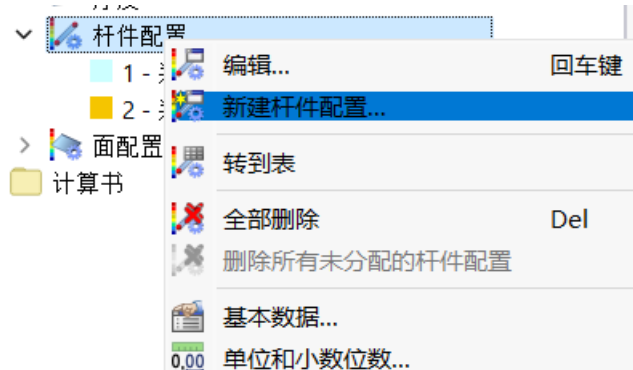 杆件配置
编辑... 回车键
1 -
新建杆件配置...
2 -
面配置
转到表
计算书
全部删除 Del
删除所有未分配的杆件配置
基本数据...
0,00 单位和小数位数...